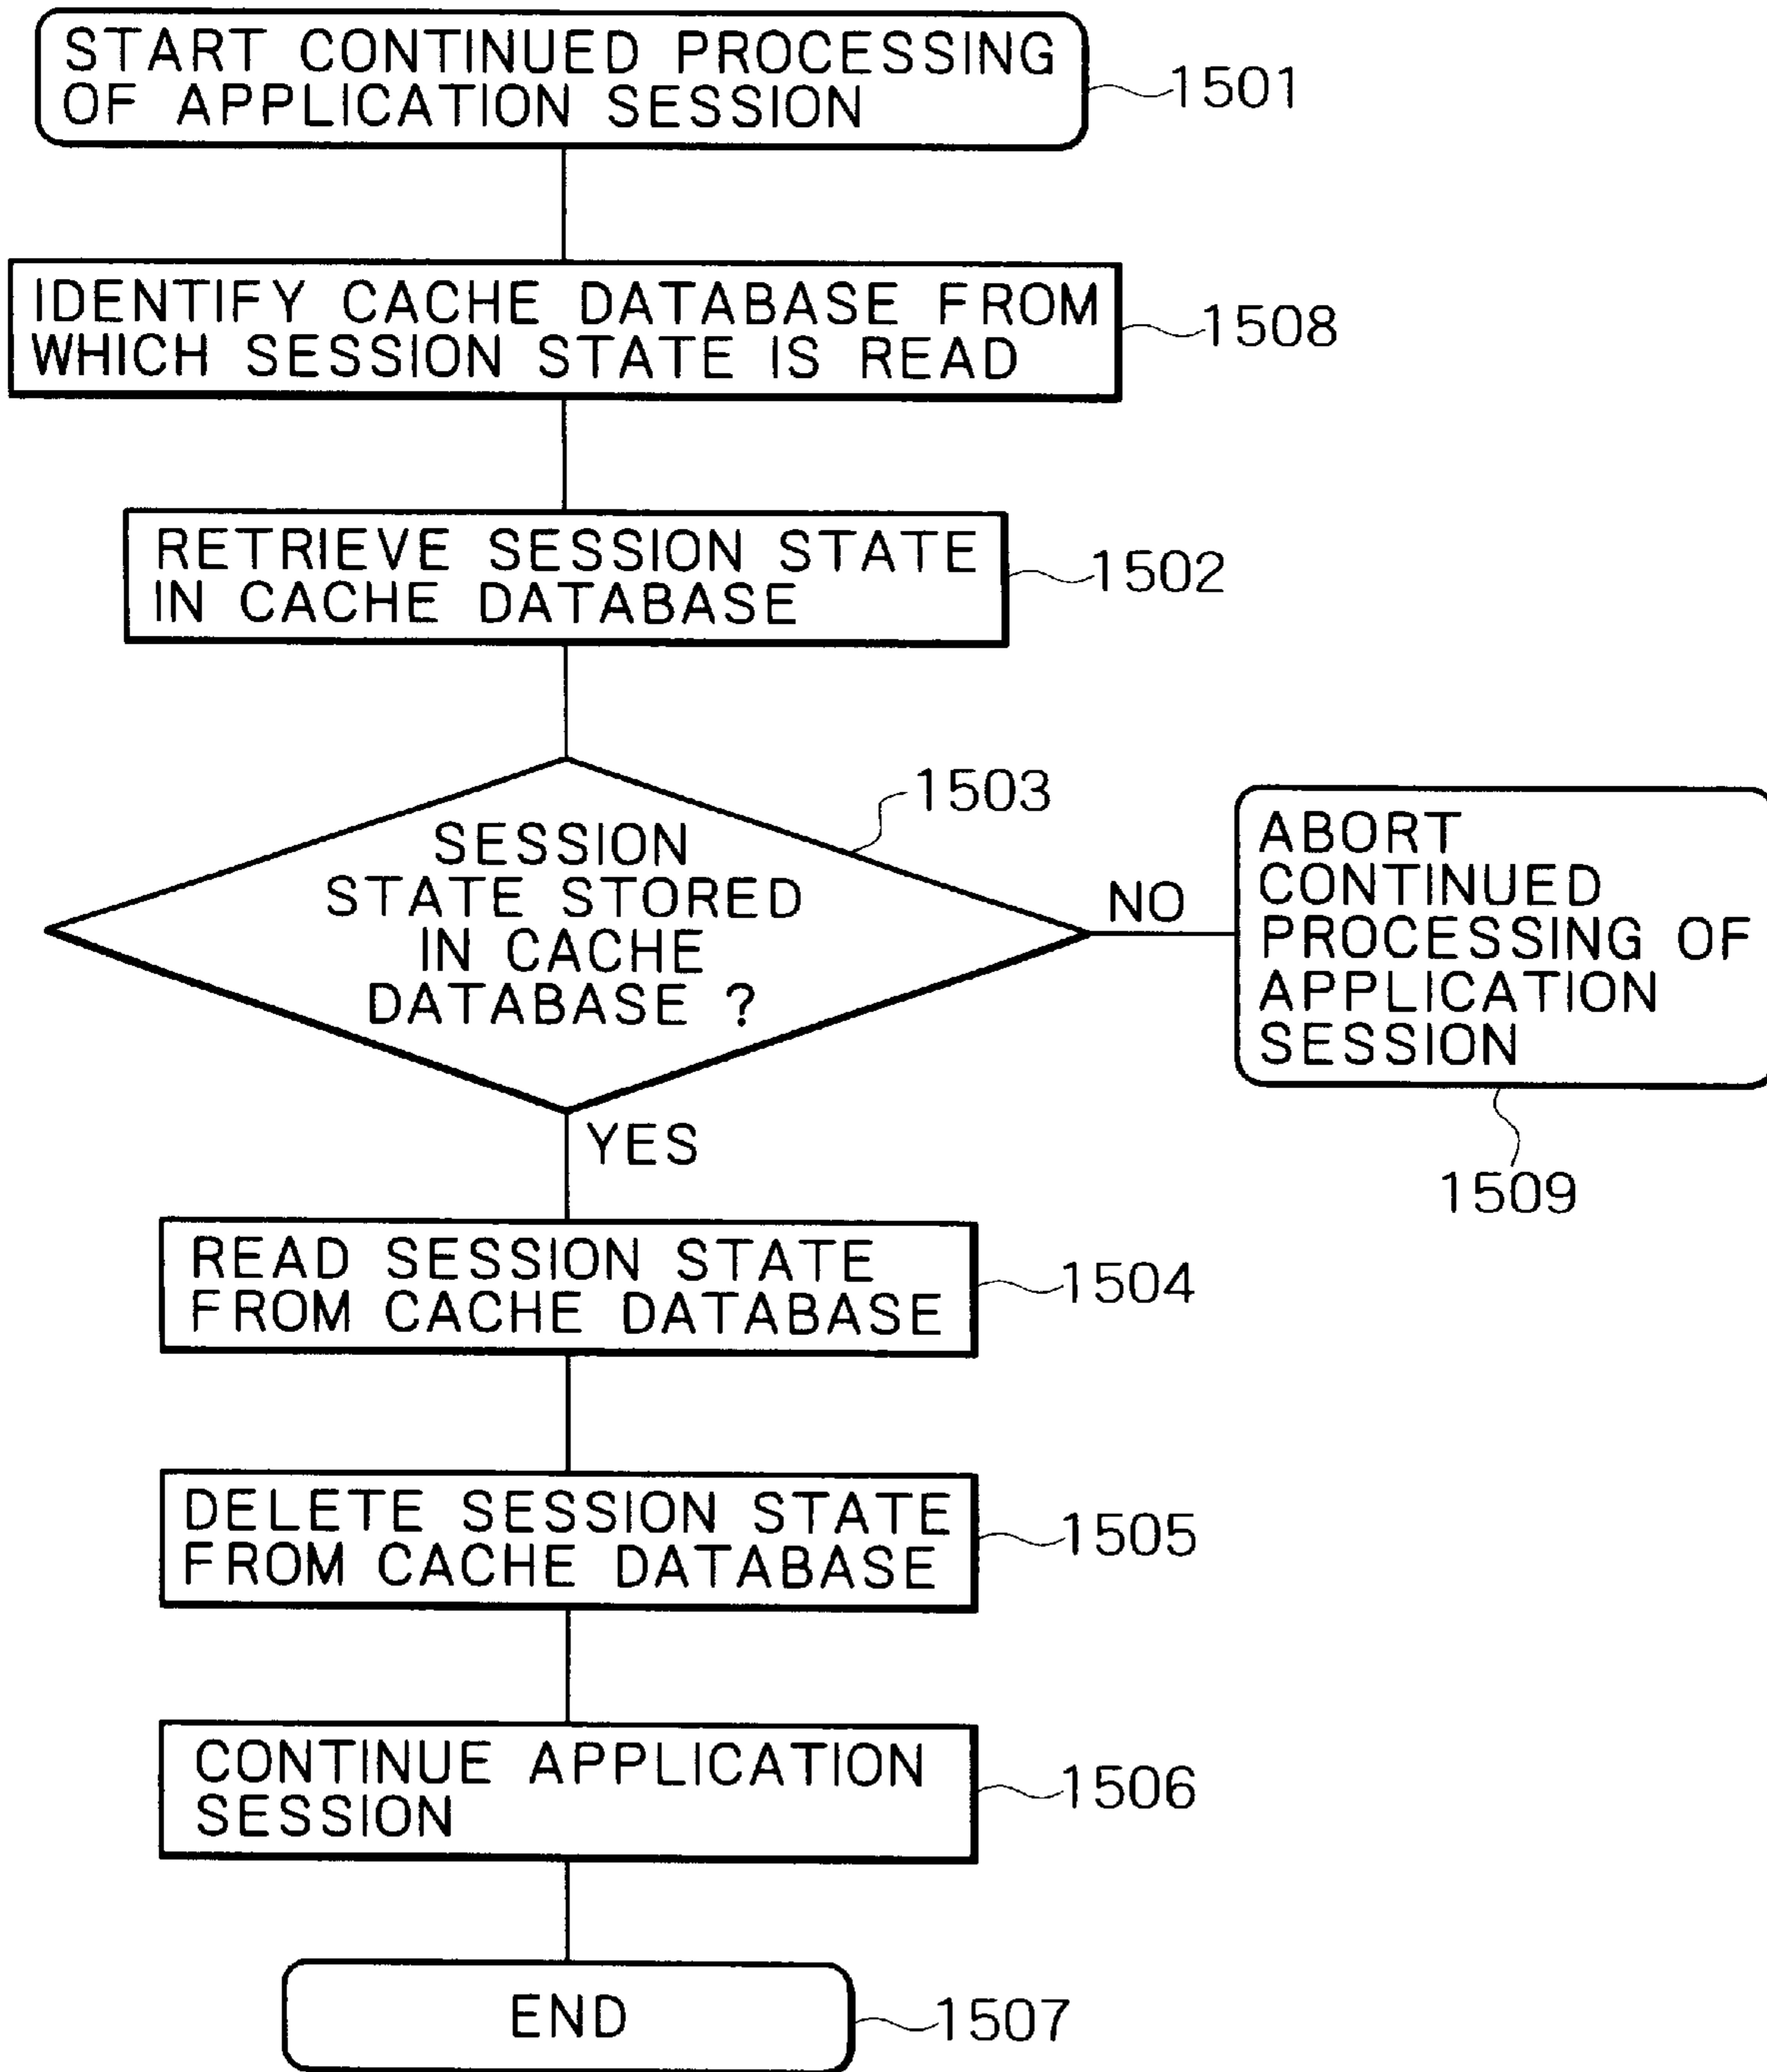 START CONTINUED PROCESSING
OF APPLICATION SESSION
1501
IDENTIFY CACHE DATABASE FROM
WHICH SESSION STATE IS READ
1508
RETRIEVE SESSION STATE
IN CACHE DATABASE
1502
1503
SESSION
STATE STORED
IN CACHE
DATABASE ?
NO
ABORT
CONTINUED
PROCESSING OF
APPLICATION
SESSION
1509
YES
READ SESSION STATE
FROM CACHE DATABASE
1504
DELETE SESSION STATE
FROM CACHE DATABASE
1505
CONTINUE APPLICATION
SESSION
1506
END
1507